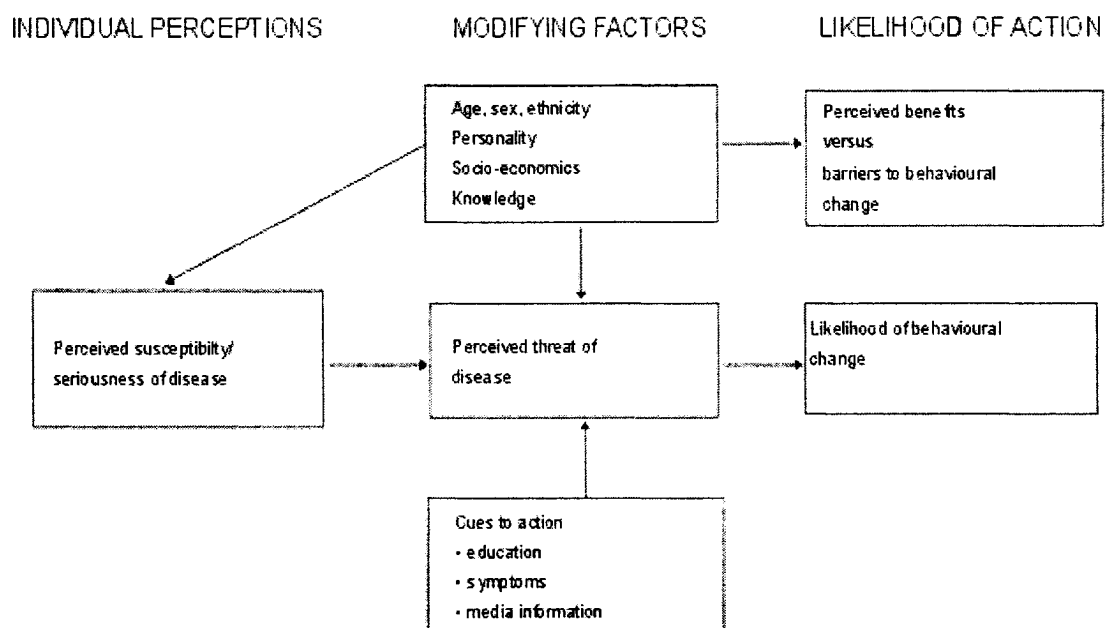 INDIVIDUAL PERCEPTIONS
MODIFYING FACTORS
LIKELIHOOD OF ACTION
Age, sex, ethnicity
Personality
Socio-economics
Knowledge
Perceived benefits
versus
barriers to behavioural
change
Perceived susceptibilty/
seriousness of disease
Perceived threat of
disease
Likelihood of behavioural
change
Cues to action
• education
• symptoms
• media information